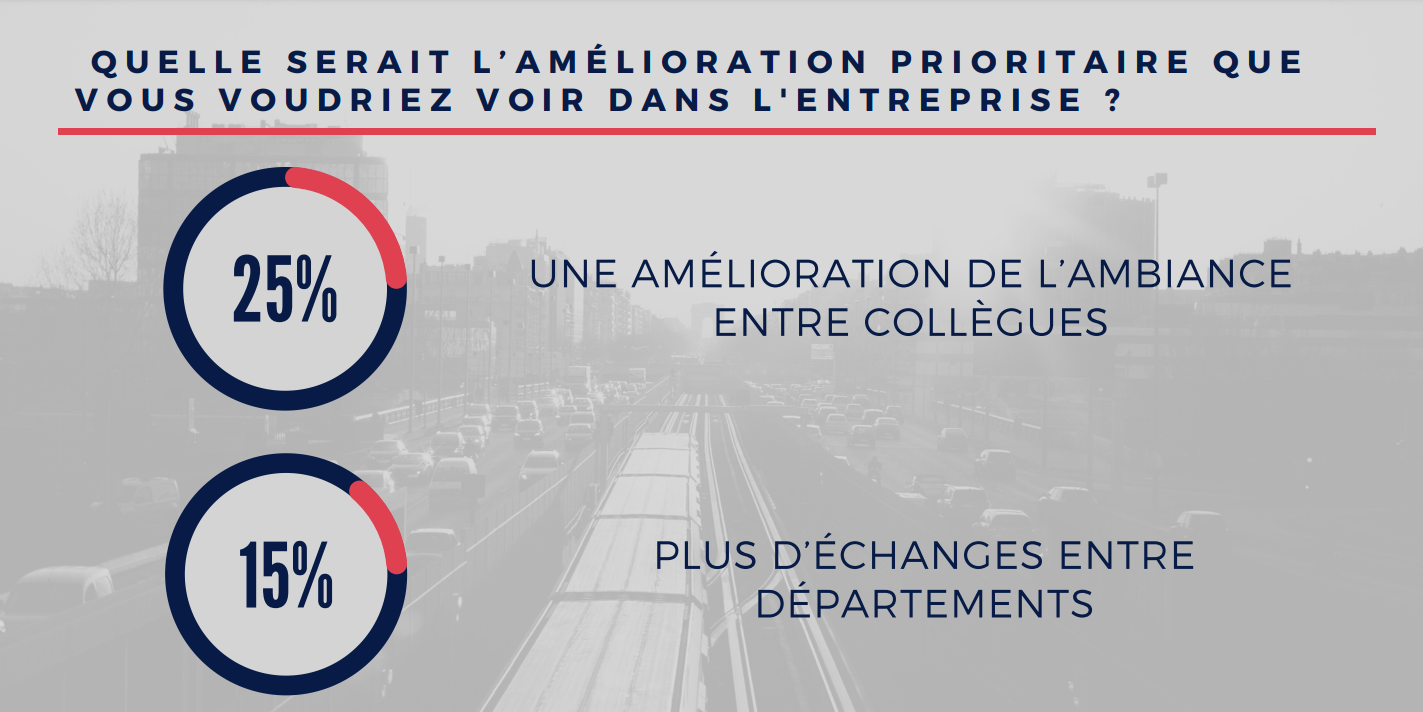 QUELLE SERAIT L’AMÉLIORATION PRIORITAIRE QUE
VOUS VOUDRIEZ VOIR DANS L'ENTREPRISE ?
25%
UNE AMÉLIORATION DE L’AMBIANCE
ENTRE COLLÈGUES
15%
PLUS D’ÉCHANGES ENTRE
DÉPARTEMENTS